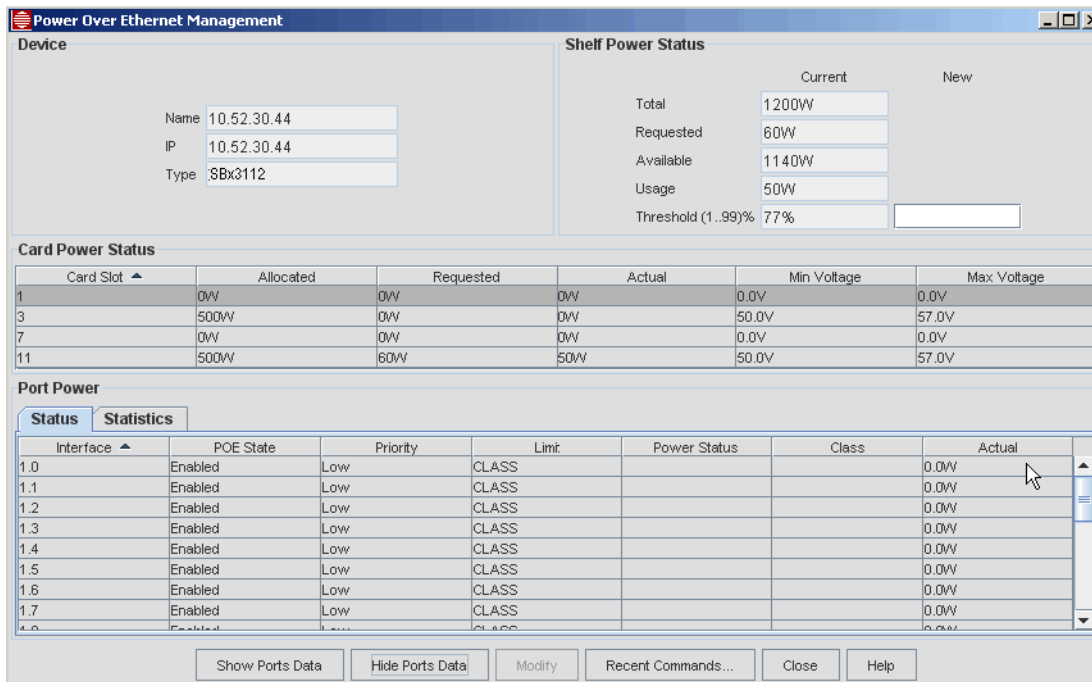 Power Over Ethernet Management
Device
Name 10.52.30.44
IP 10.52.30.44
Type SBx3112
Shelf Power Status
Current New
Total 1200W
Requested 60W
Available 1140W
Usage 50W
Threshold (1..99)% 77%
Card Power Status
Card Slot Allocated Requested Actual Min Voltage Max Voltage
1 0W 0W 0W 0.0V 0.0V
3 500W 0W 0W 50.0V 57.0V
7 0W 0W 0W 0.0V 0.0V
11 500W 60W 50W 50.0V 57.0V
Port Power
Status Statistics
Interface POE State Priority Limit Power Status Class Actual
1.0 Enabled Low CLASS 0.0W
1.1 Enabled Low CLASS 0.0W
1.2 Enabled Low CLASS 0.0W
1.3 Enabled Low CLASS 0.0W
1.4 Enabled Low CLASS 0.0W
1.5 Enabled Low CLASS 0.0W
1.6 Enabled Low CLASS 0.0W
1.7 Enabled Low CLASS 0.0W
Show Ports Data Hide Ports Data Modify Recent Commands... Close Help